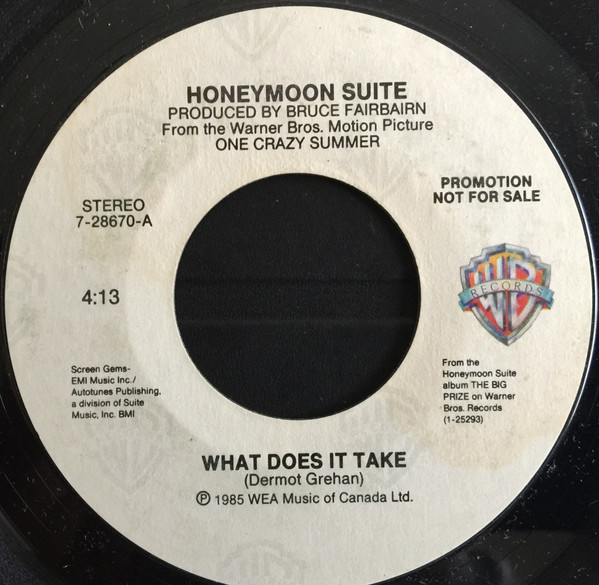 HONEYMOON SUITE
PRODUCED BY BRUCE FAIRBAIRN
From the Warner Bros. Motion Picture
ONE CRAZY SUMMER
STEREO
7-28670-A
PROMOTION
NOT FOR SALE
4:13
WB
RECORDS
Screen Gems-
EMI Music Inc./
Autotunes Publishing,
a division of Suite
Music, Inc. BMI
From the
Honeymoon Suite
album THE BIG
PRIZE on Warner
Bros. Records
(1-25293)
WHAT DOES IT TAKE
(Dermot Grehan)
℗ 1985 WEA Music of Canada Ltd.